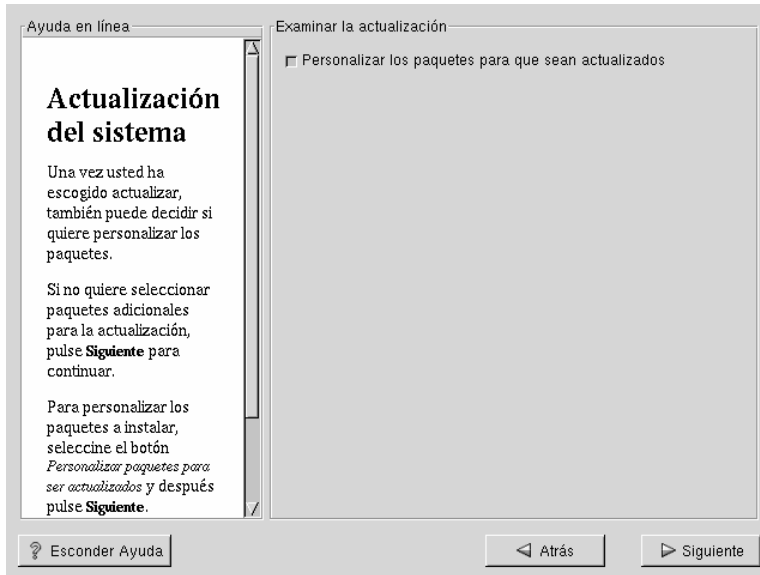 Ayuda en línea
Actualización
del sistema
Una vez usted ha
escogido actualizar,
también puede decidir si
quiere personalizar los
paquetes.
Si no quiere seleccionar
paquetes adicionales
para la actualización,
pulse Siguiente para
continuar.
Para personalizar los
paquetes a instalar,
seleccine el botón
Personalizar paquetes para
ser actualizados y después
pulse Siguiente.
Examinar la actualización
Personalizar los paquetes para que sean actualizados
? Esconder Ayuda
Atrás
Siguiente